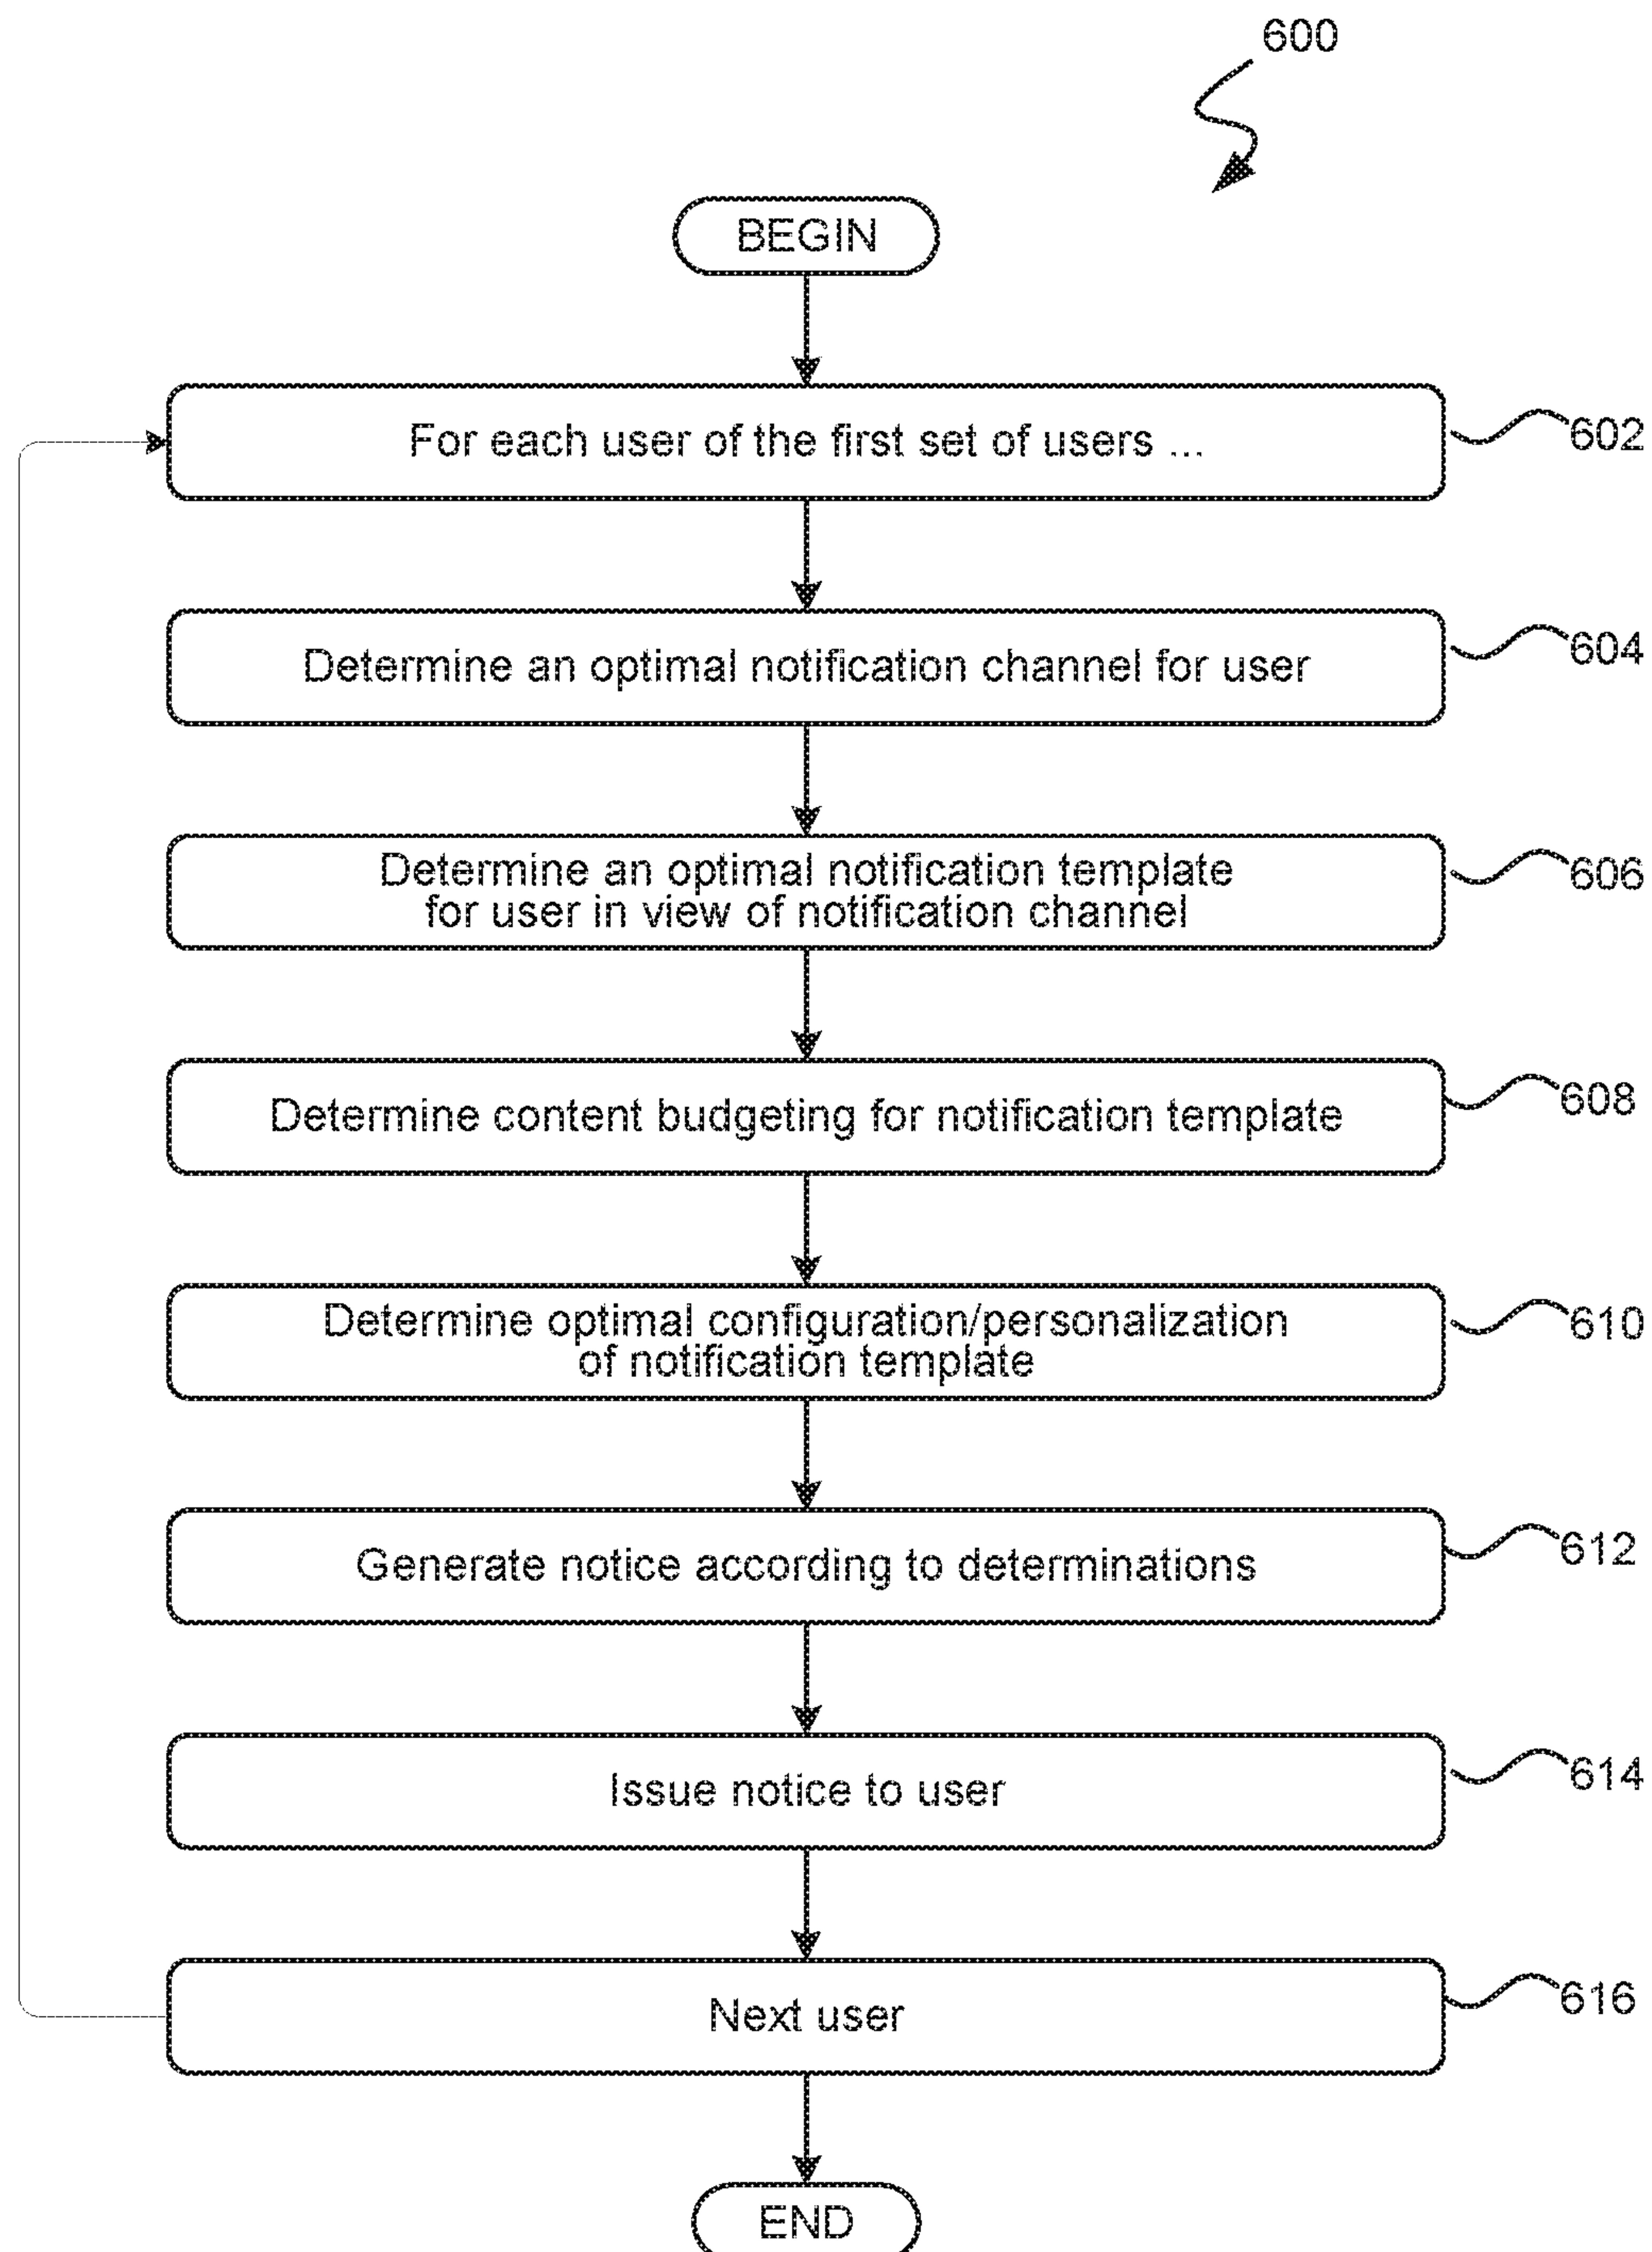 600
BEGIN
For each user of the first set of users ...
602
Determine an optimal notification channel for user
604
Determine an optimal notification template
for user in view of notification channel
606
Determine content budgeting for notification template
608
Determine optimal configuration/personalization
of notification template
610
Generate notice according to determinations
612
Issue notice to user
614
Next user
616
END